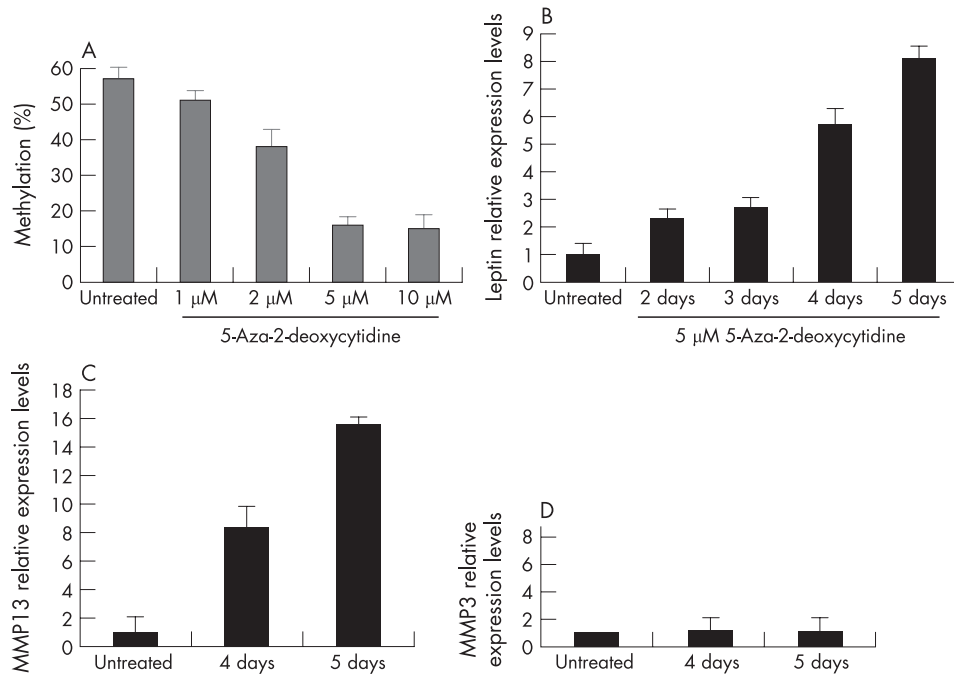 A
Methylation (%)
60
50
40
30
20
10
0
Untreated 1 μM 2 μM 5 μM 10 μM
5-Aza-2-deoxycytidine
B
Leptin relative expression levels
9
8
7
6
5
4
3
2
1
0
Untreated 2 days 3 days 4 days 5 days
5 μM 5-Aza-2-deoxycytidine
C
MMP13 relative expression levels
18
16
14
12
10
8
6
4
2
0
Untreated 4 days 5 days
D
MMP3 relative
expression levels
8
6
4
2
0
Untreated 4 days 5 days